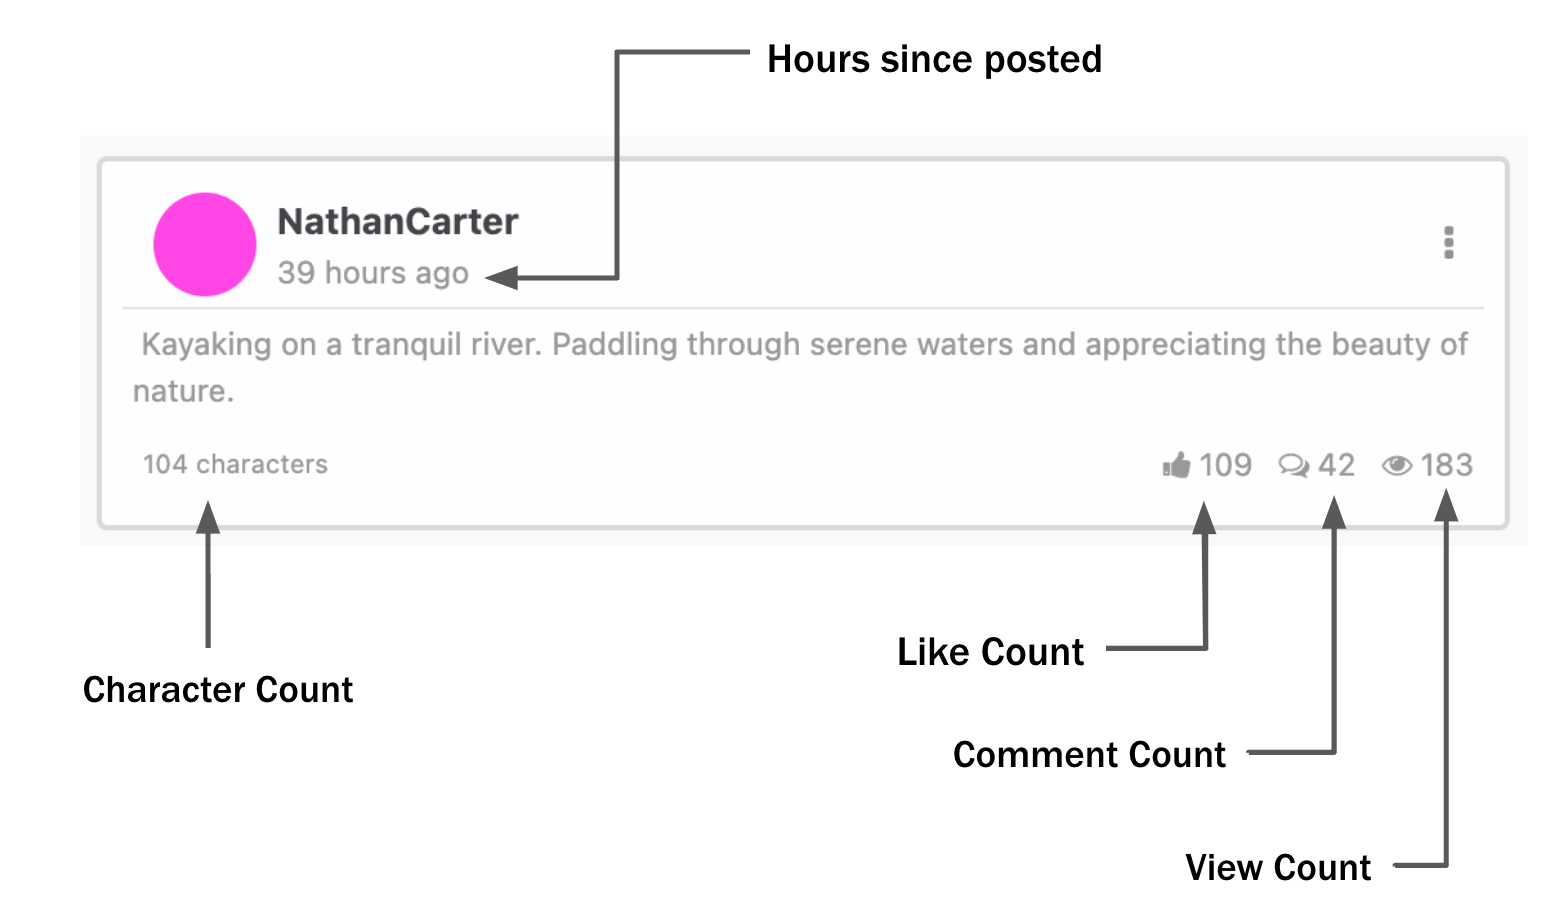 Hours since posted
NathanCarter
39 hours ago
Kayaking on a tranquil river. Paddling through serene waters and appreciating the beauty of
nature.
104 characters
109 42 183
Character Count
Like Count
Comment Count
View Count